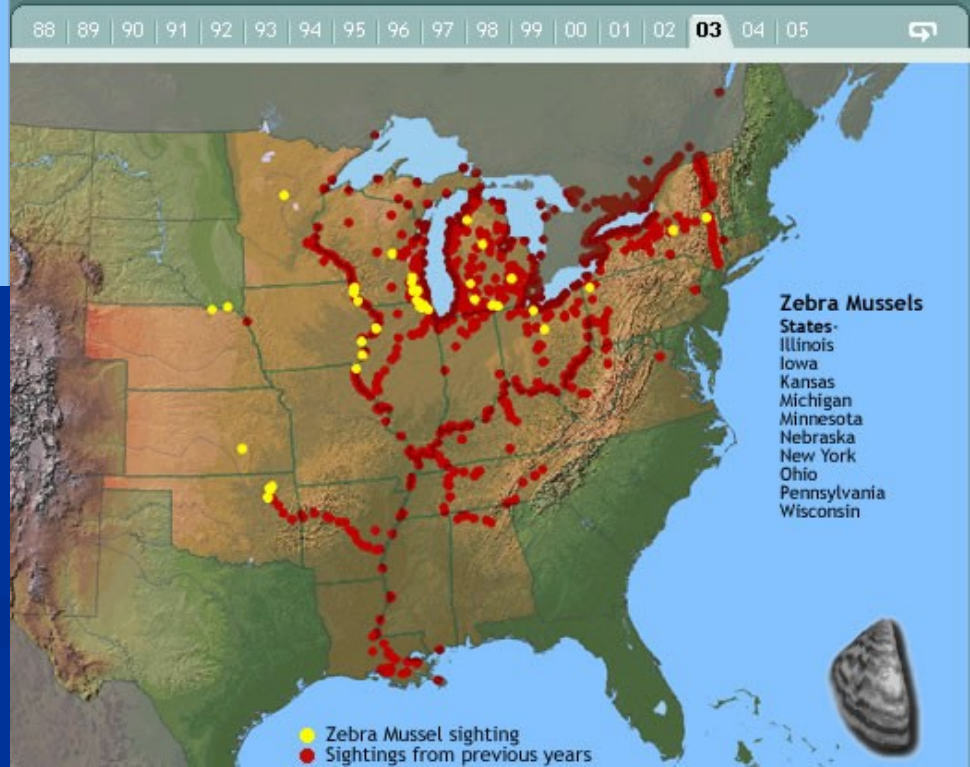 88 89 90 91 92 93 94 95 96 97 98 99 00 01 02 03 04 05
Zebra Mussels
States-
Illinois
Iowa
Kansas
Michigan
Minnesota
Nebraska
New York
Ohio
Pennsylvania
Wisconsin
Zebra Mussel sighting
Sightings from previous years